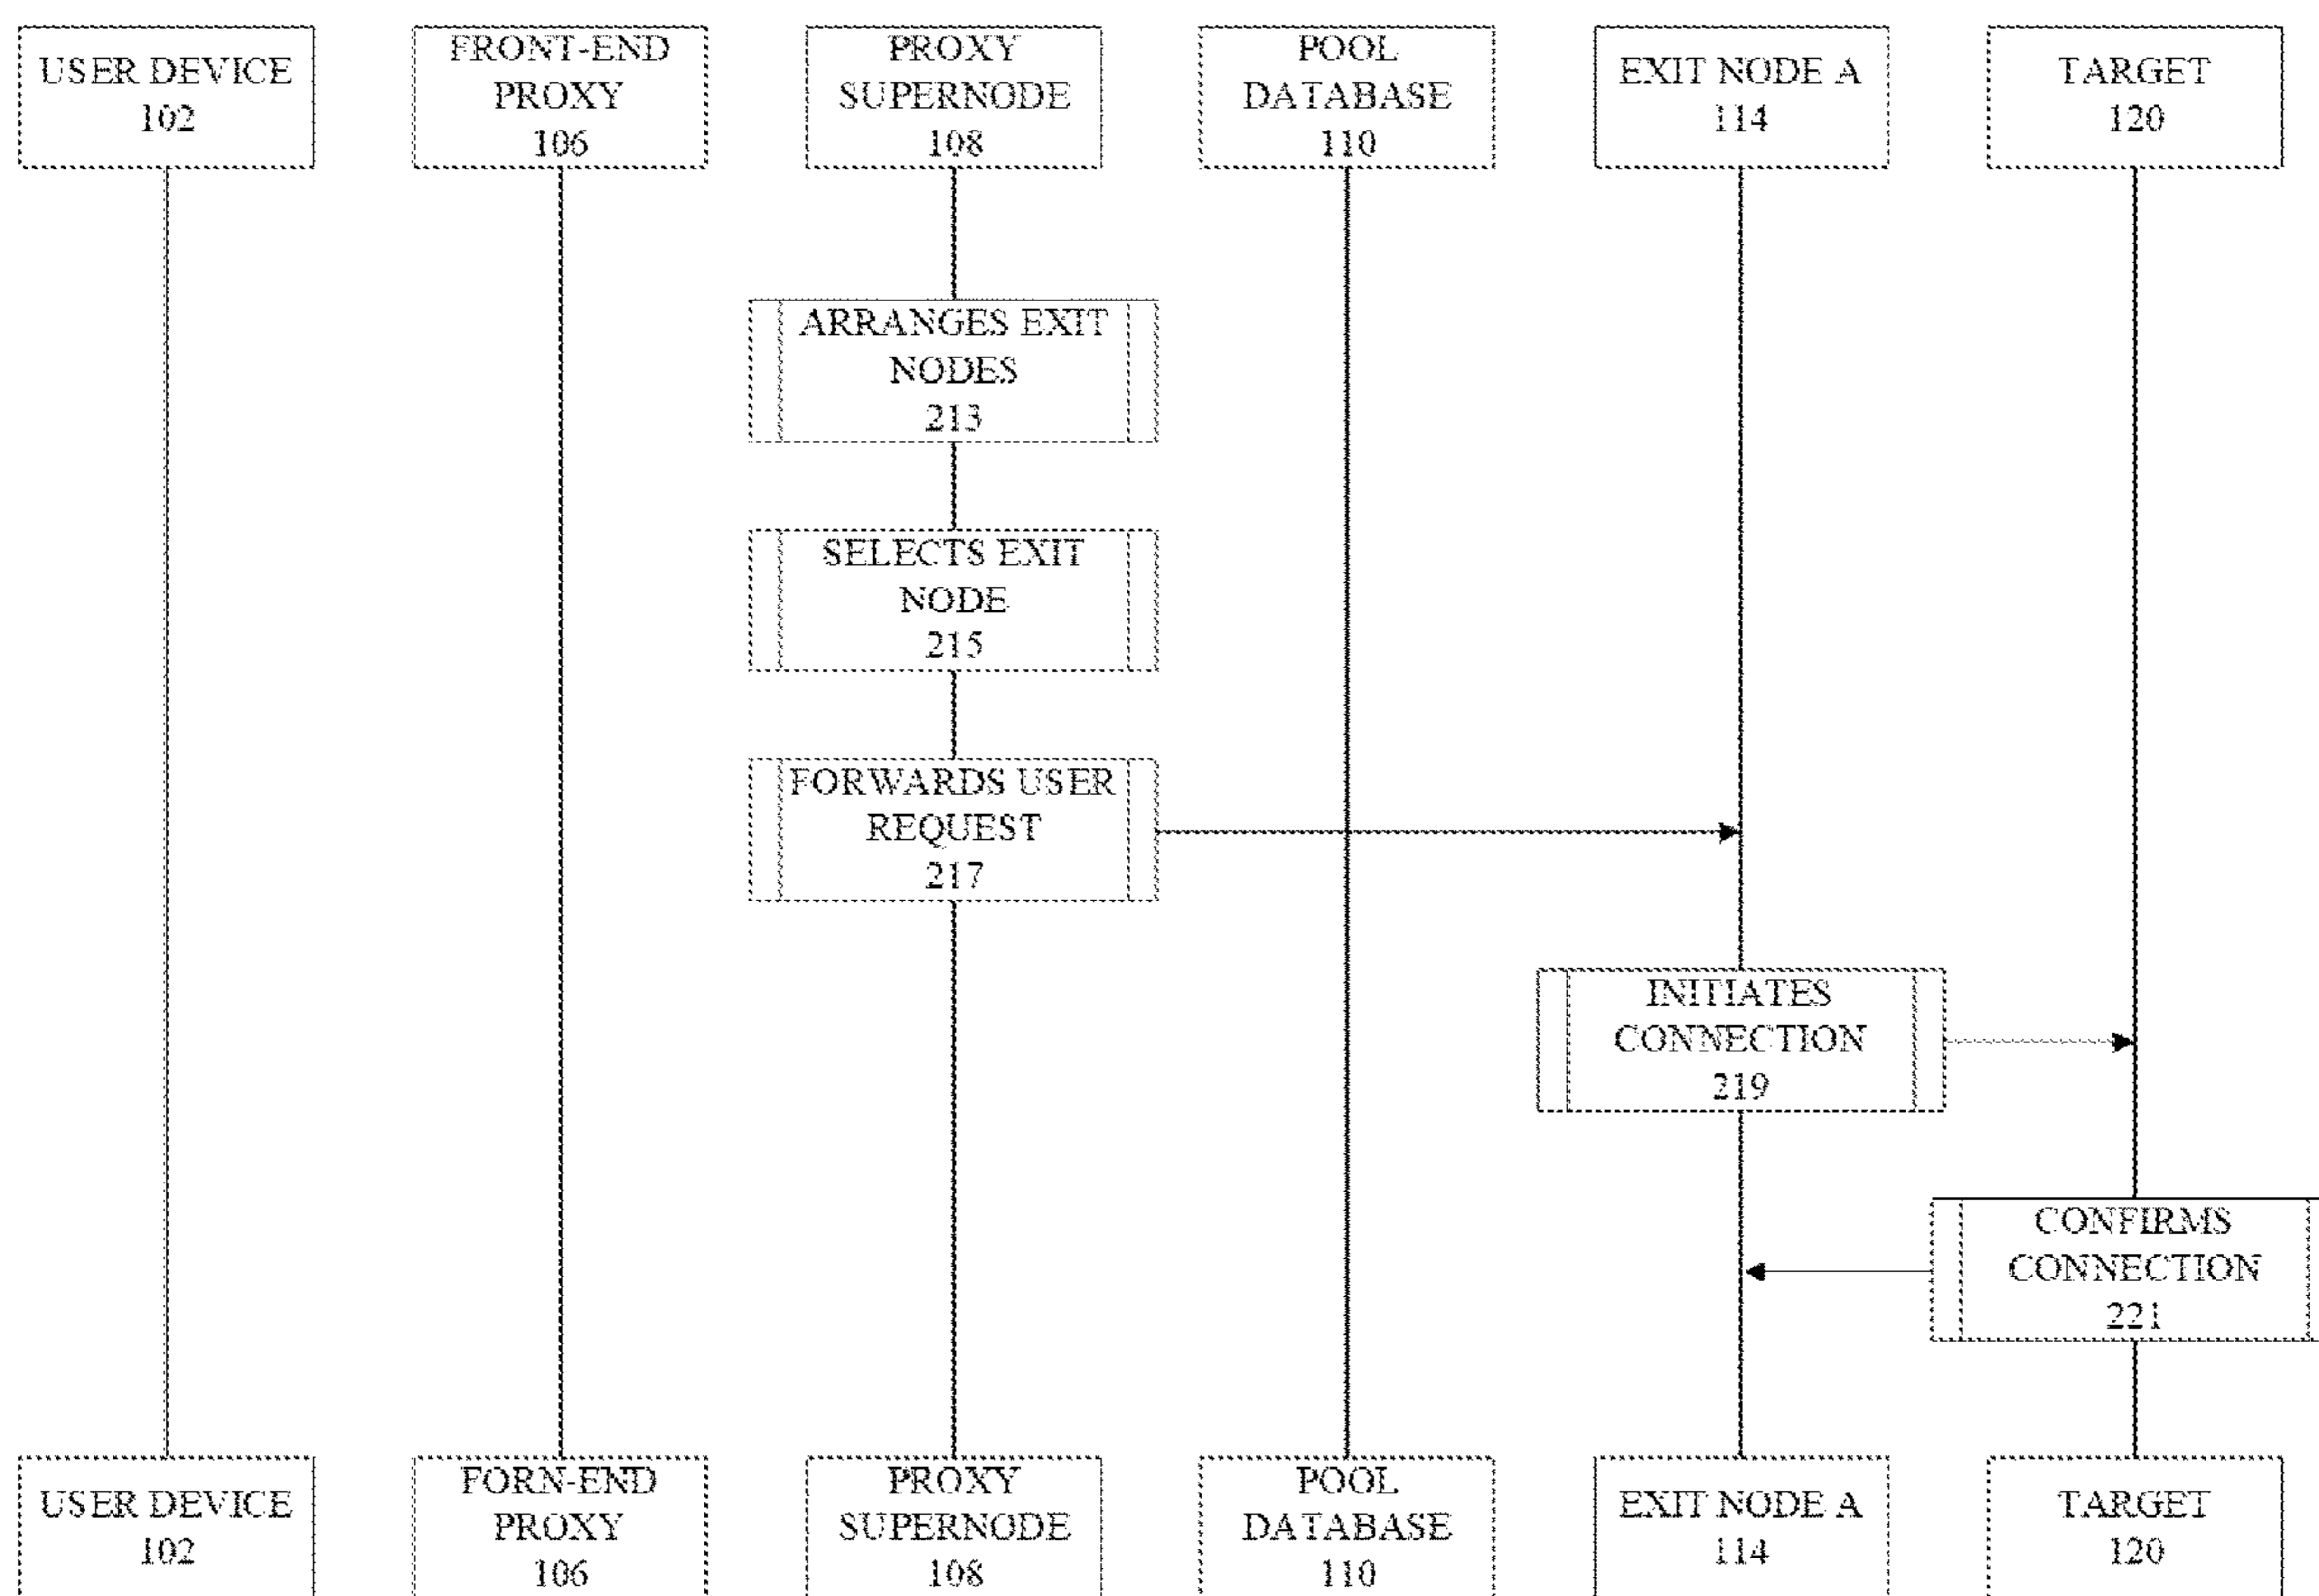 USER DEVICE
102
FRONT-END
PROXY
106
PROXY
SUPERNODE
108
POOL
DATABASE
110
EXIT NODE A
114
TARGET
120
ARRANGES EXIT
NODES
213
SELECTS EXIT
NODE
215
FORWARDS USER
REQUEST
217
INITIATES
CONNECTION
219
CONFIRMS
CONNECTION
221
USER DEVICE
102
FORN-END
PROXY
106
PROXY
SUPERNODE
108
POOL
DATABASE
110
EXIT NODE A
114
TARGET
120